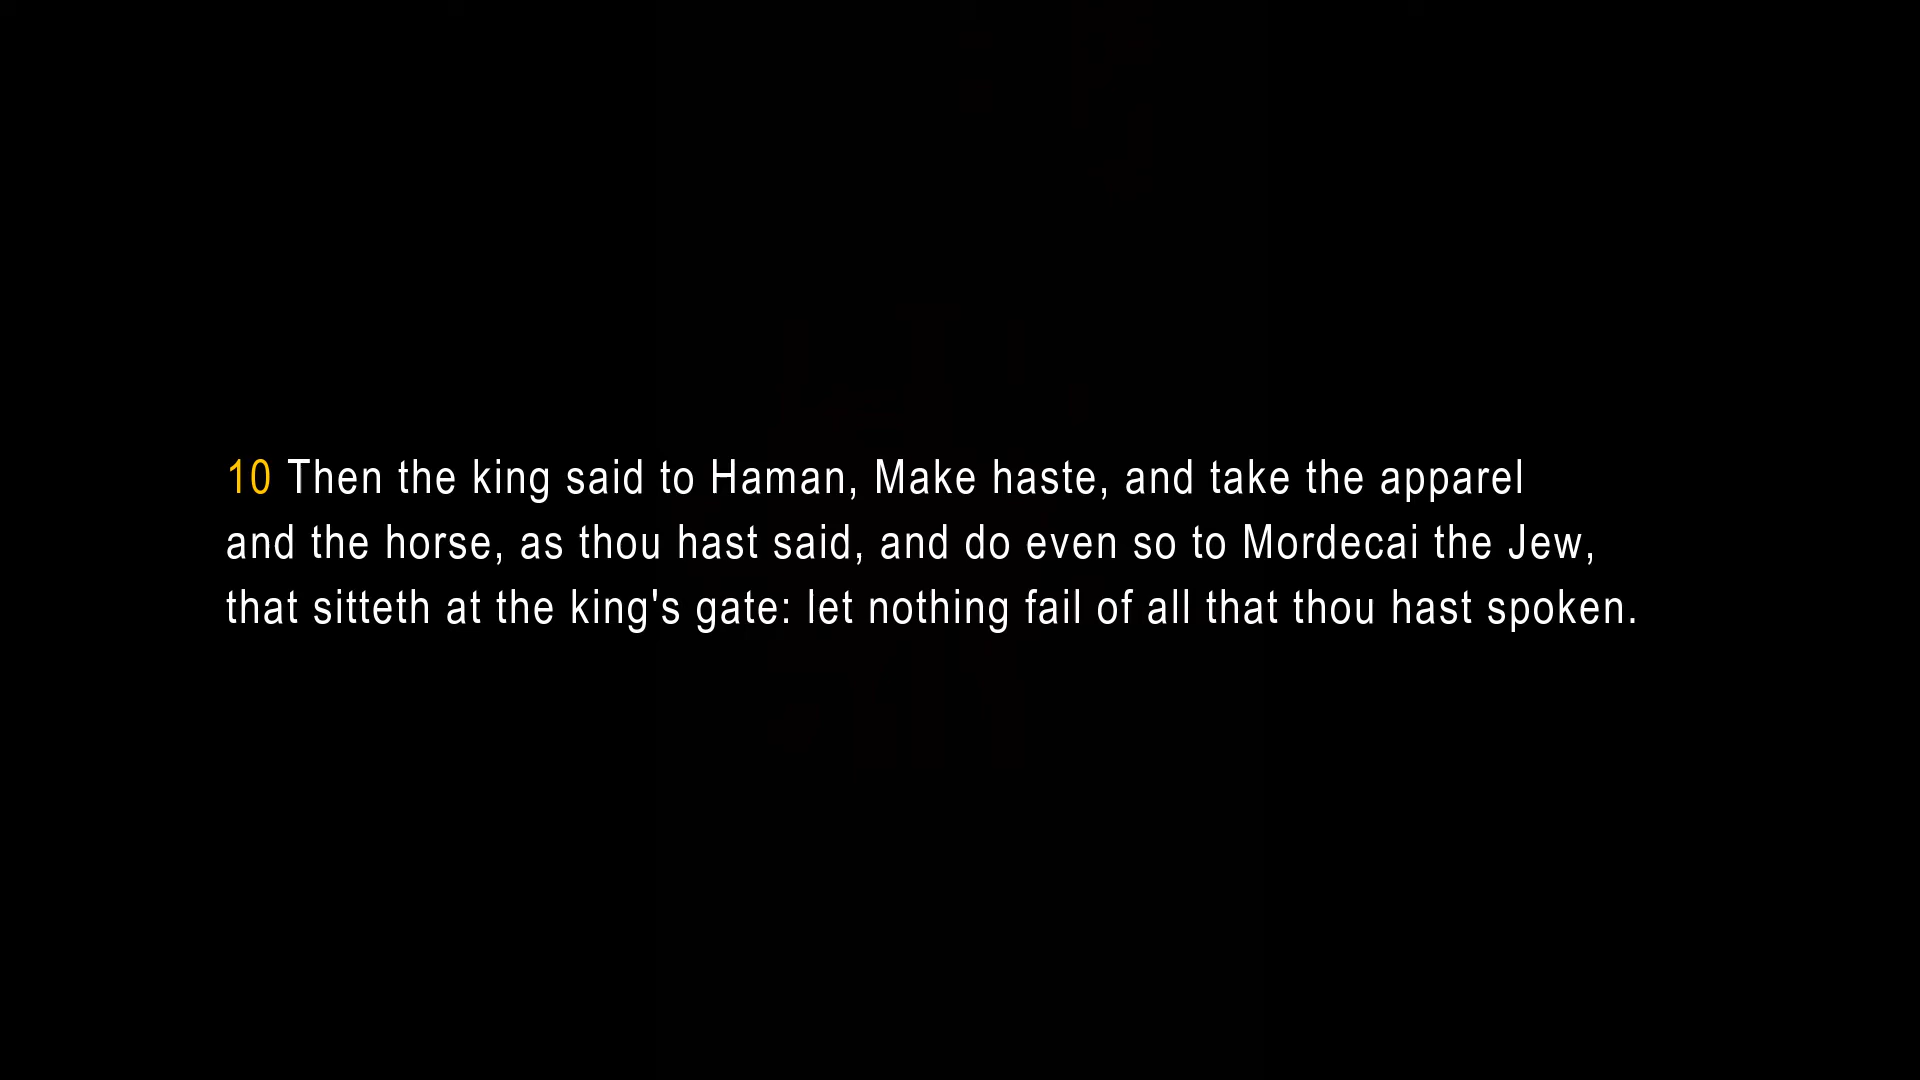 10 Then the king said to Haman, Make haste, and take the apparel
and the horse, as thou hast said, and do even so to Mordecai the Jew,
that sitteth at the king's gate: let nothing fail of all that thou hast spoken.